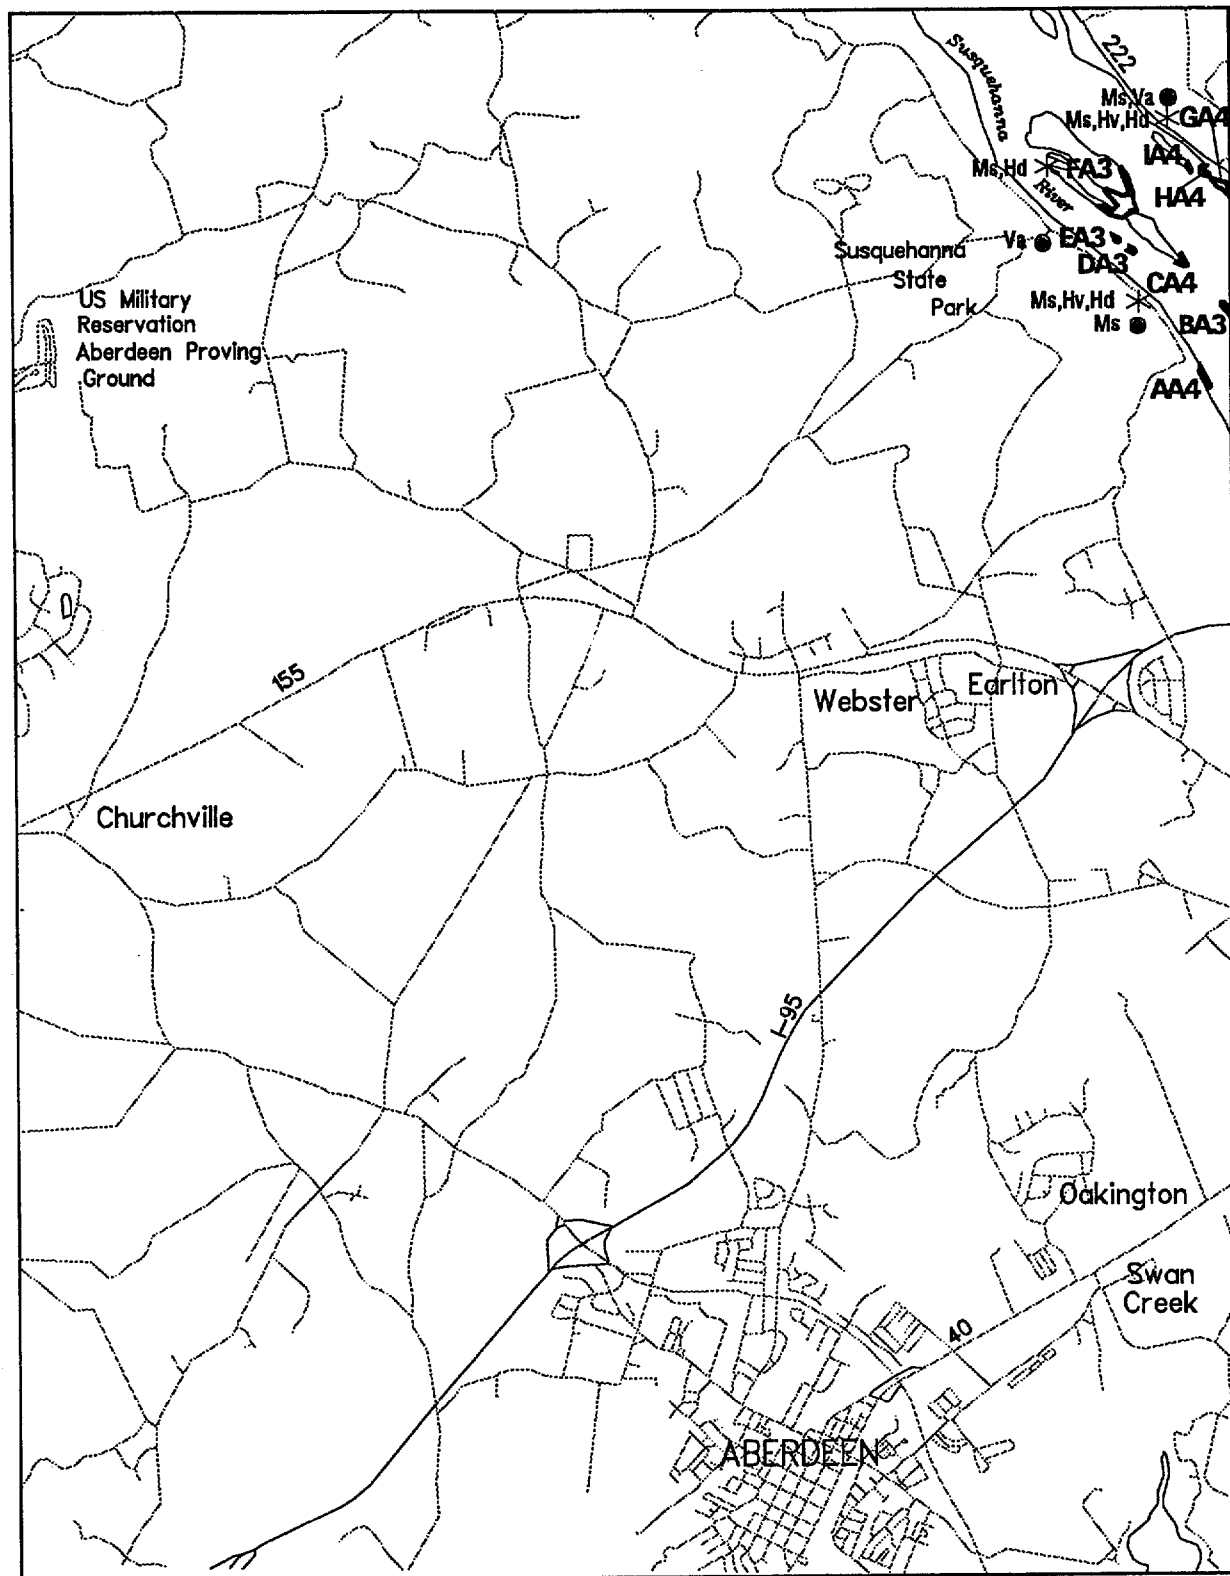 222
Susquehanna
Ms,Va
Ms,Hv,Hd GA4
IA4
Ms,Hd FA3
HA4
River
Va EA3
Susquehanna
DA3
State
CA4
Park
Ms,Hv,Hd
Ms BA3
AA4
US Military
Reservation
Aberdeen Proving
Ground
155
Webster
Earlton
Churchville
I-95
Oakington
Swan
Creek
40
ABERDEEN